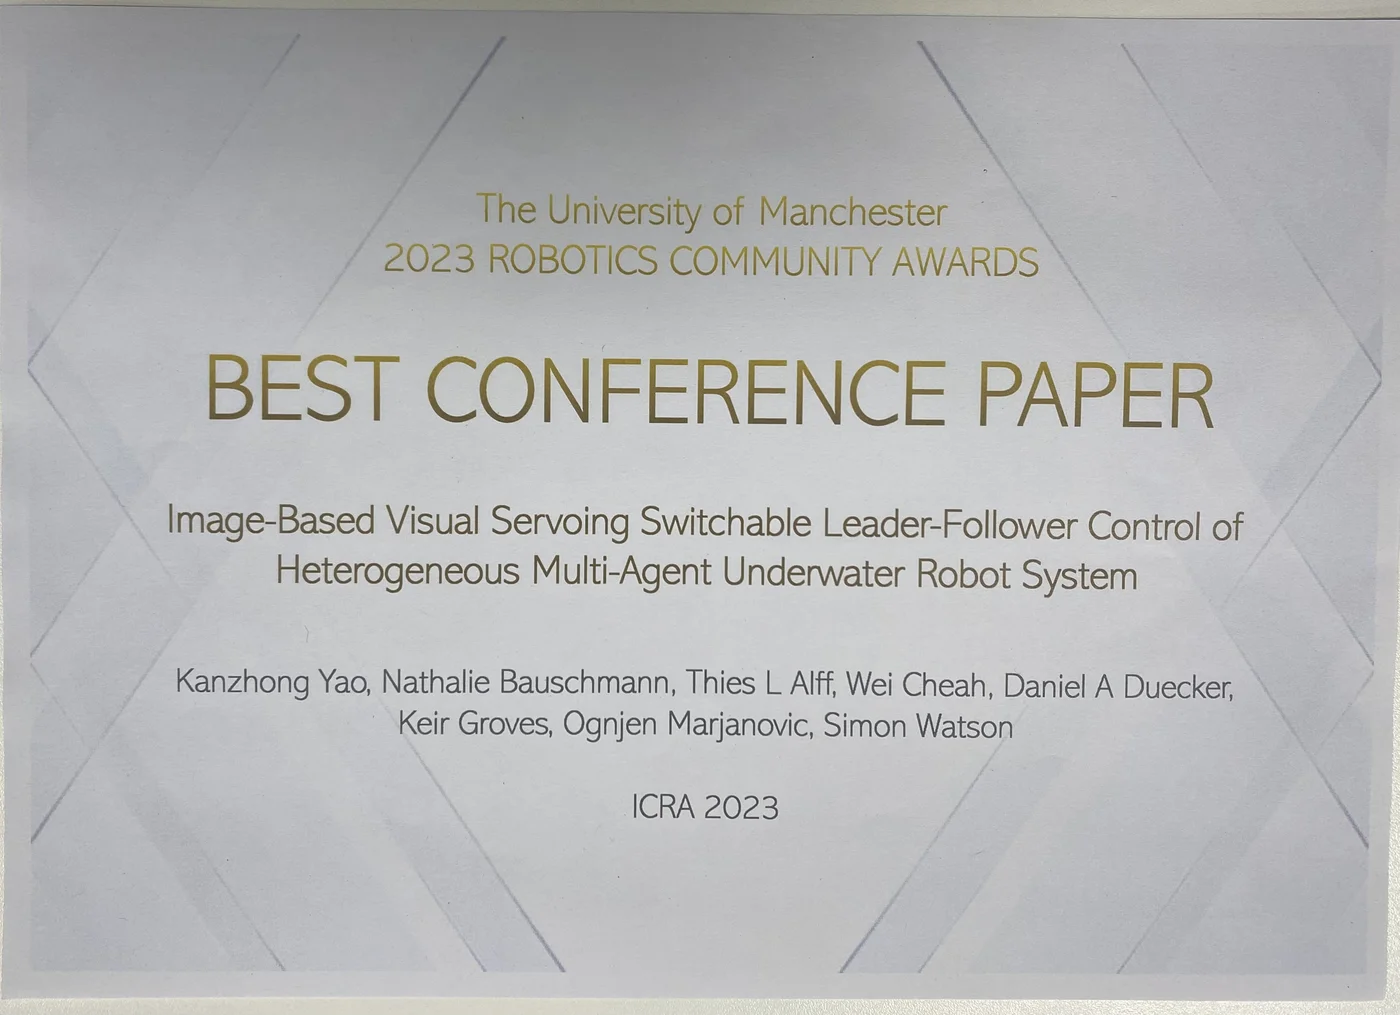 The University of Manchester
2023 ROBOTICS COMMUNITY AWARDS
BEST CONFERENCE PAPER
Image-Based Visual Servoing Switchable Leader-Follower Control of
Heterogeneous Multi-Agent Underwater Robot System
Kanzhong Yao, Nathalie Bauschmann, Thies L Alff, Wei Cheah, Daniel A Duecker,
Keir Groves, Ognjen Marjanovic, Simon Watson
ICRA 2023